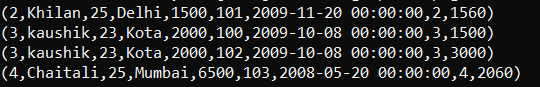 (2,Khilan,25,Delhi,1500,101,2009-11-20 00:00:00,2,1560)
(3,kaushik,23,Kota,2000,100,2009-10-08 00:00:00,3,1500)
(3,kaushik,23,Kota,2000,102,2009-10-08 00:00:00,3,3000)
(4,Chaitali,25,Mumbai,6500,103,2008-05-20 00:00:00,4,2060)